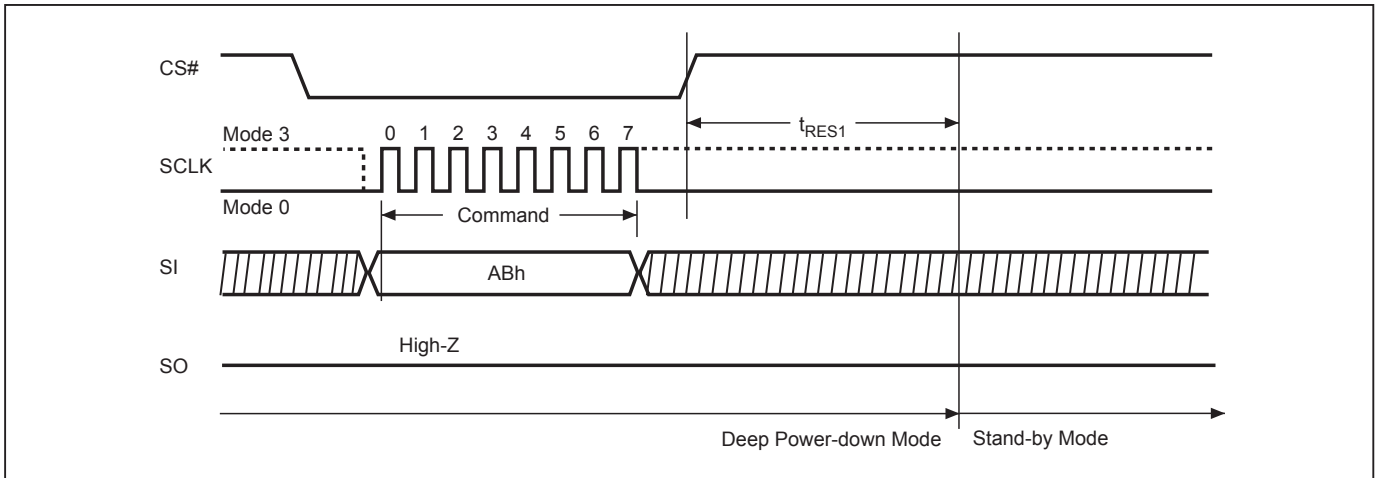 CS#
tRES1
Mode 3
0 1 2 3 4 5 6 7
SCLK
Mode 0
Command
SI
ABh
High-Z
SO
Deep Power-down Mode
Stand-by Mode